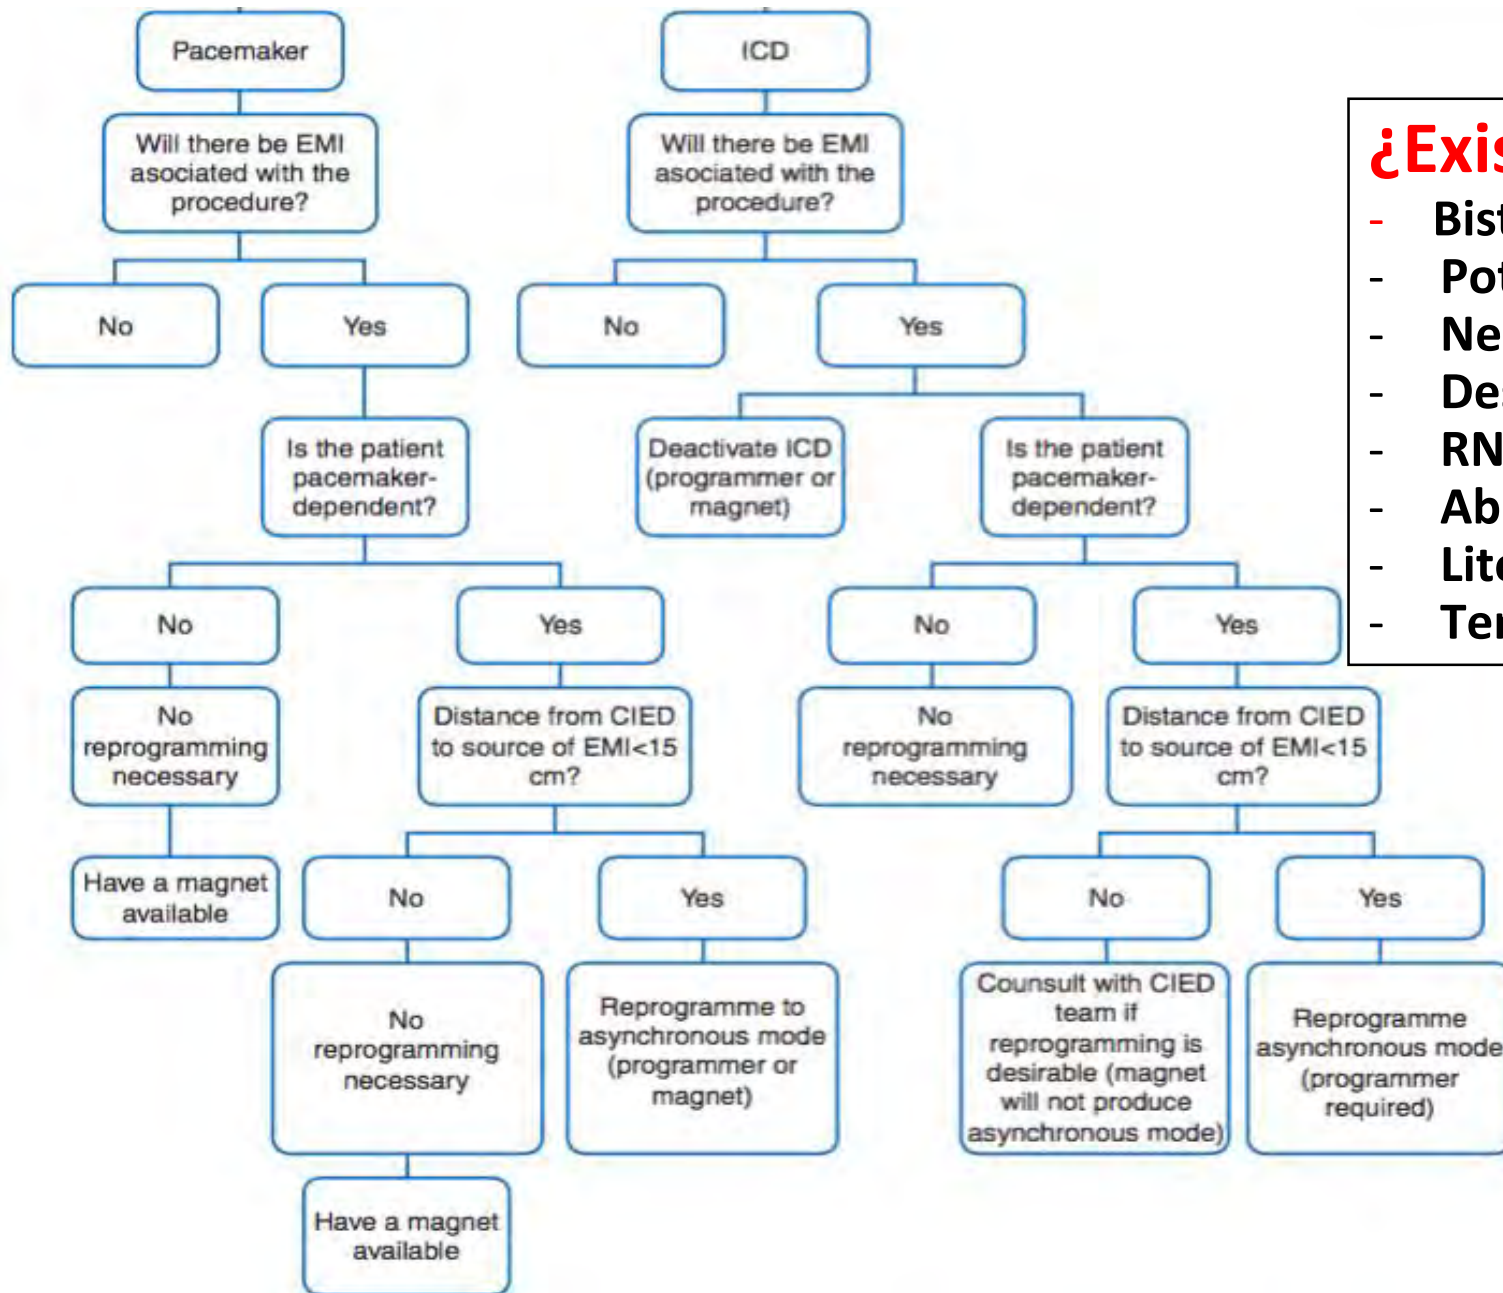 Pacemaker
Will there be EMI
asociated with the
procedure?
No
Yes
Is the patient
pacemaker-
dependent?
No
Yes
No
reprogramming
necessary
Have a magnet
available
Distance from CIED
to source of EMI<15
cm?
No
Yes
No
reprogramming
necessary
Have a magnet
available
Reprogramme to
asynchronous mode
(programmer or
magnet)
ICD
Will there be EMI
asociated with the
procedure?
No
Yes
Deactivate ICD
(programmer or
magnet)
Is the patient
pacemaker-
dependent?
No
Yes
No
reprogramming
necessary
Distance from CIED
to source of EMI<15
cm?
No
Yes
Counsult with CIED
team if
reprogramming is
desirable (magnet
will not produce
asynchronous mode)
Reprogramme
asynchronous mode
(programmer
required)
¿Exis
- Bist
- Pot
- Ne
- De
- RN
- Ab
- Lit
- Ter